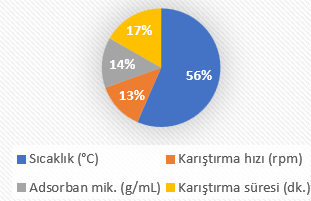 17%
14%
56%
13%
Sıcaklık (°C)
Karıştırma hızı (rpm)
Adsorban mik. (g/mL)
Karıştırma süresi (dk.)